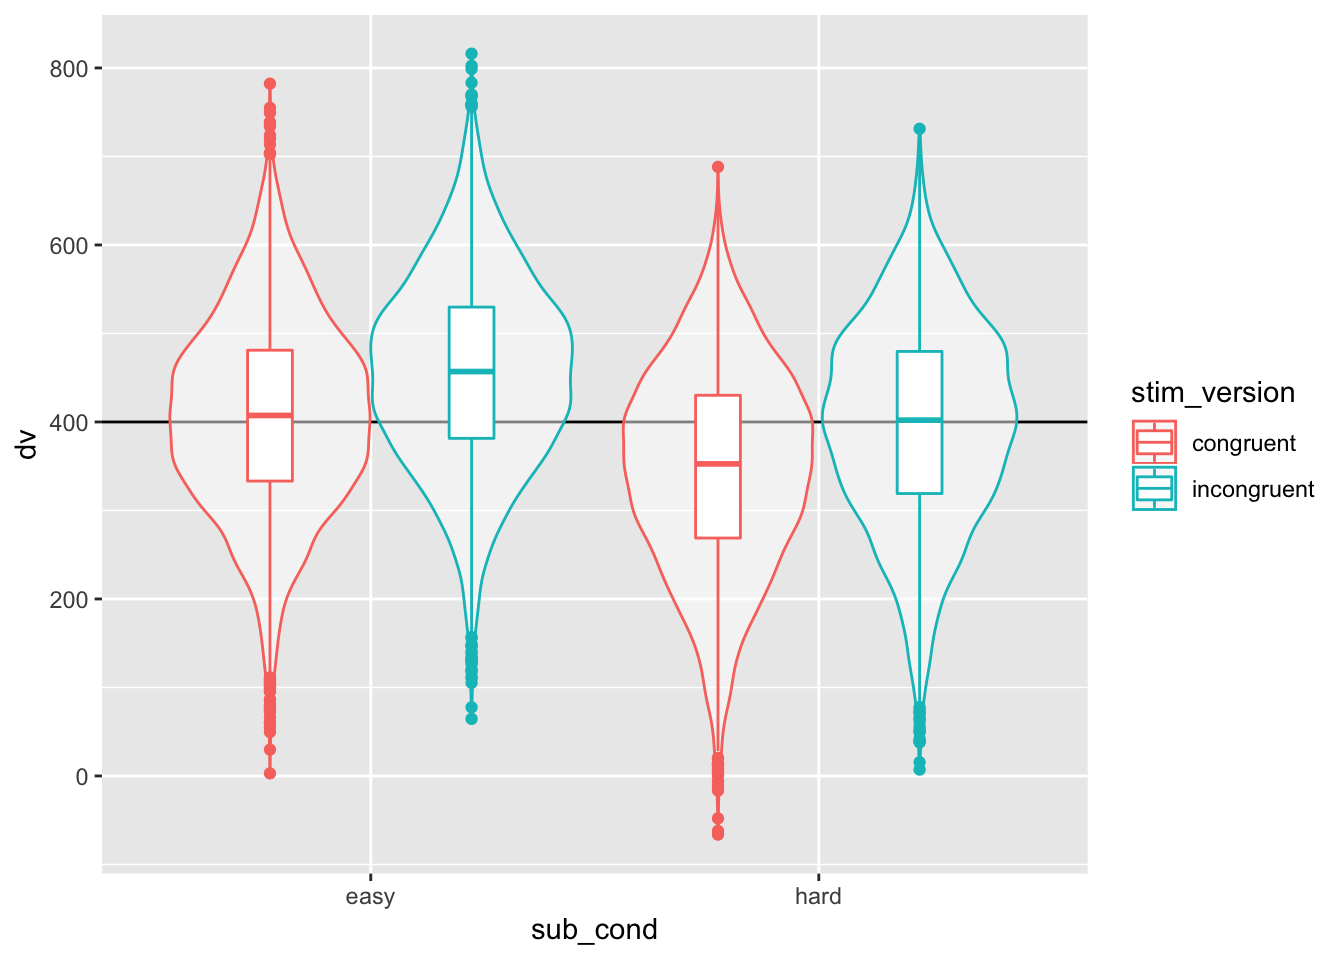 800
600
400
200
0
dv
easy
hard
sub_cond
stim_version
congruent
incongruent